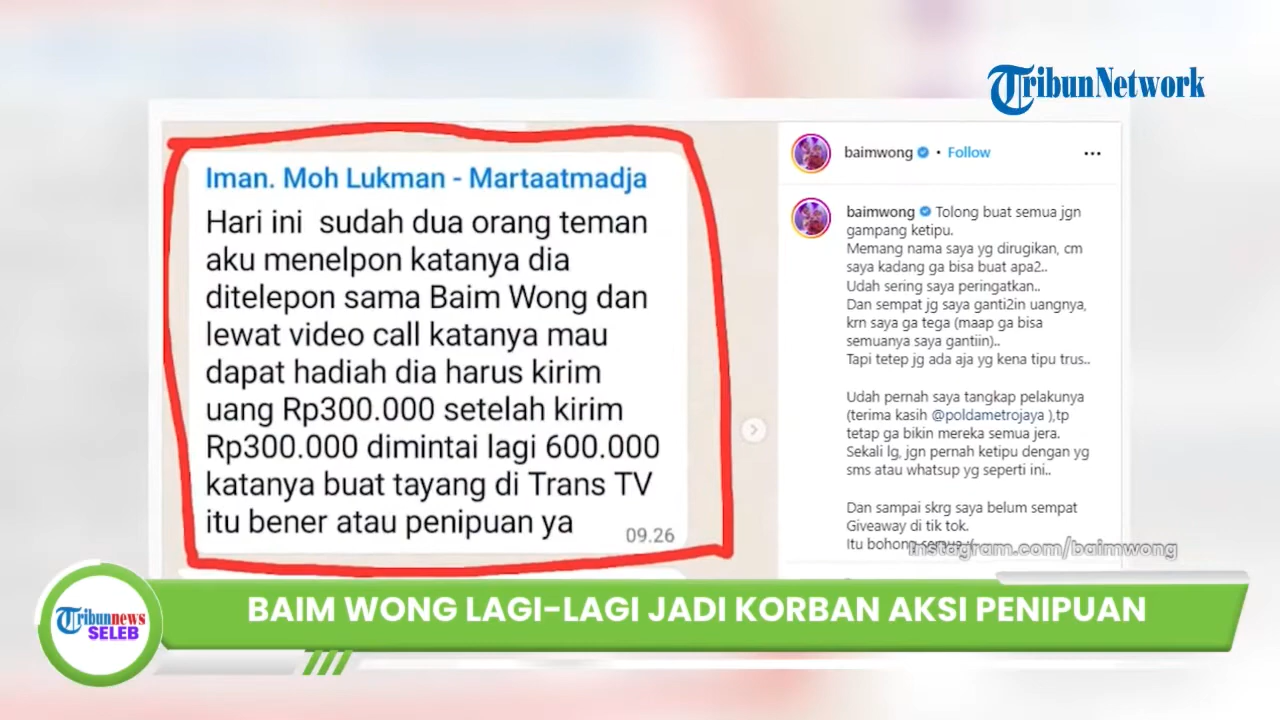 TribunNetwork
Iman. Moh Lukman - Martaatmadja
Hari ini  sudah dua orang teman
aku menelpon katanya dia
ditelepon sama Baim Wong dan
lewat video call katanya mau
dapat hadiah dia harus kirim
uang Rp300.000 setelah kirim
Rp300.000 dimintai lagi 600.000
katanya buat tayang di Trans TV
itu bener atau penipuan ya
09.26
baimwong • Follow
baimwong Tolong buat semua jgn
gampang ketipu.
Memang nama saya yg dirugikan, cm
saya kadang ga bisa buat apa2..
Udah sering saya peringatkan..
Dan sempat jg saya ganti2in uangnya,
krn saya ga tega (maap ga bisa
semuanya saya gantiin)..
Tapi tetep jg ada aja yg kena tipu trus..
Udah pernah saya tangkap pelakunya
(terima kasih @poldametrojaya ),tp
tetap ga bikin mereka semua jera.
Sekali lg, jgn pernah ketipu dengan yg
sms atau whatsup yg seperti ini..
Dan sampai skrg saya belum sempat
Giveaway di tik tok.
Itu bohong
instagram.com/baimwong
BAIM WONG LAGI-LAGI JADI KORBAN AKSI PENIPUAN
Tribunnews
SELEB